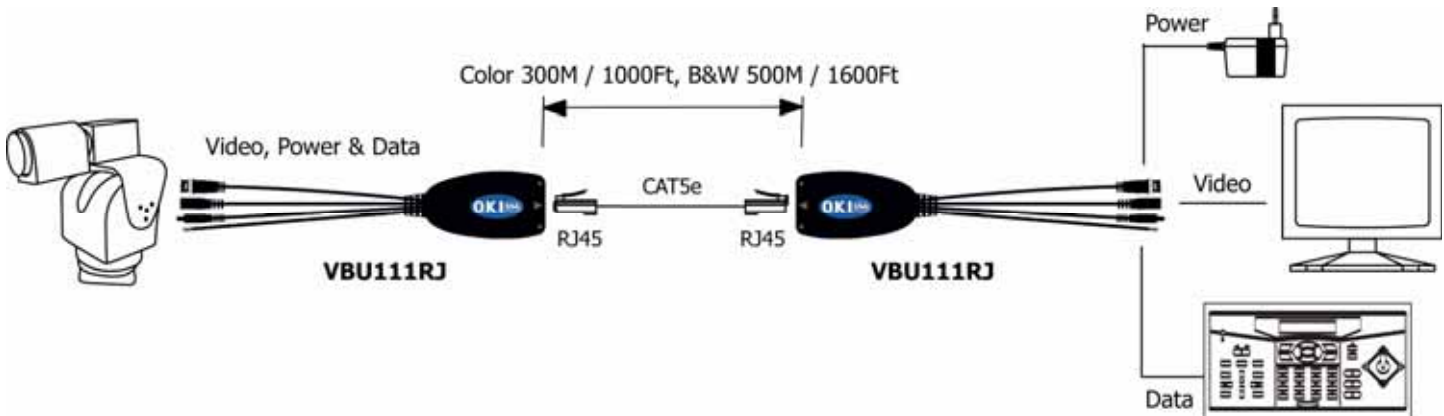 Power
Color 300M / 1000Ft, B&W 500M / 1600Ft
Video, Power & Data
CAT5e
Video
OKI
OKI
RJ45
RJ45
VBU111RJ
VBU111RJ
Data